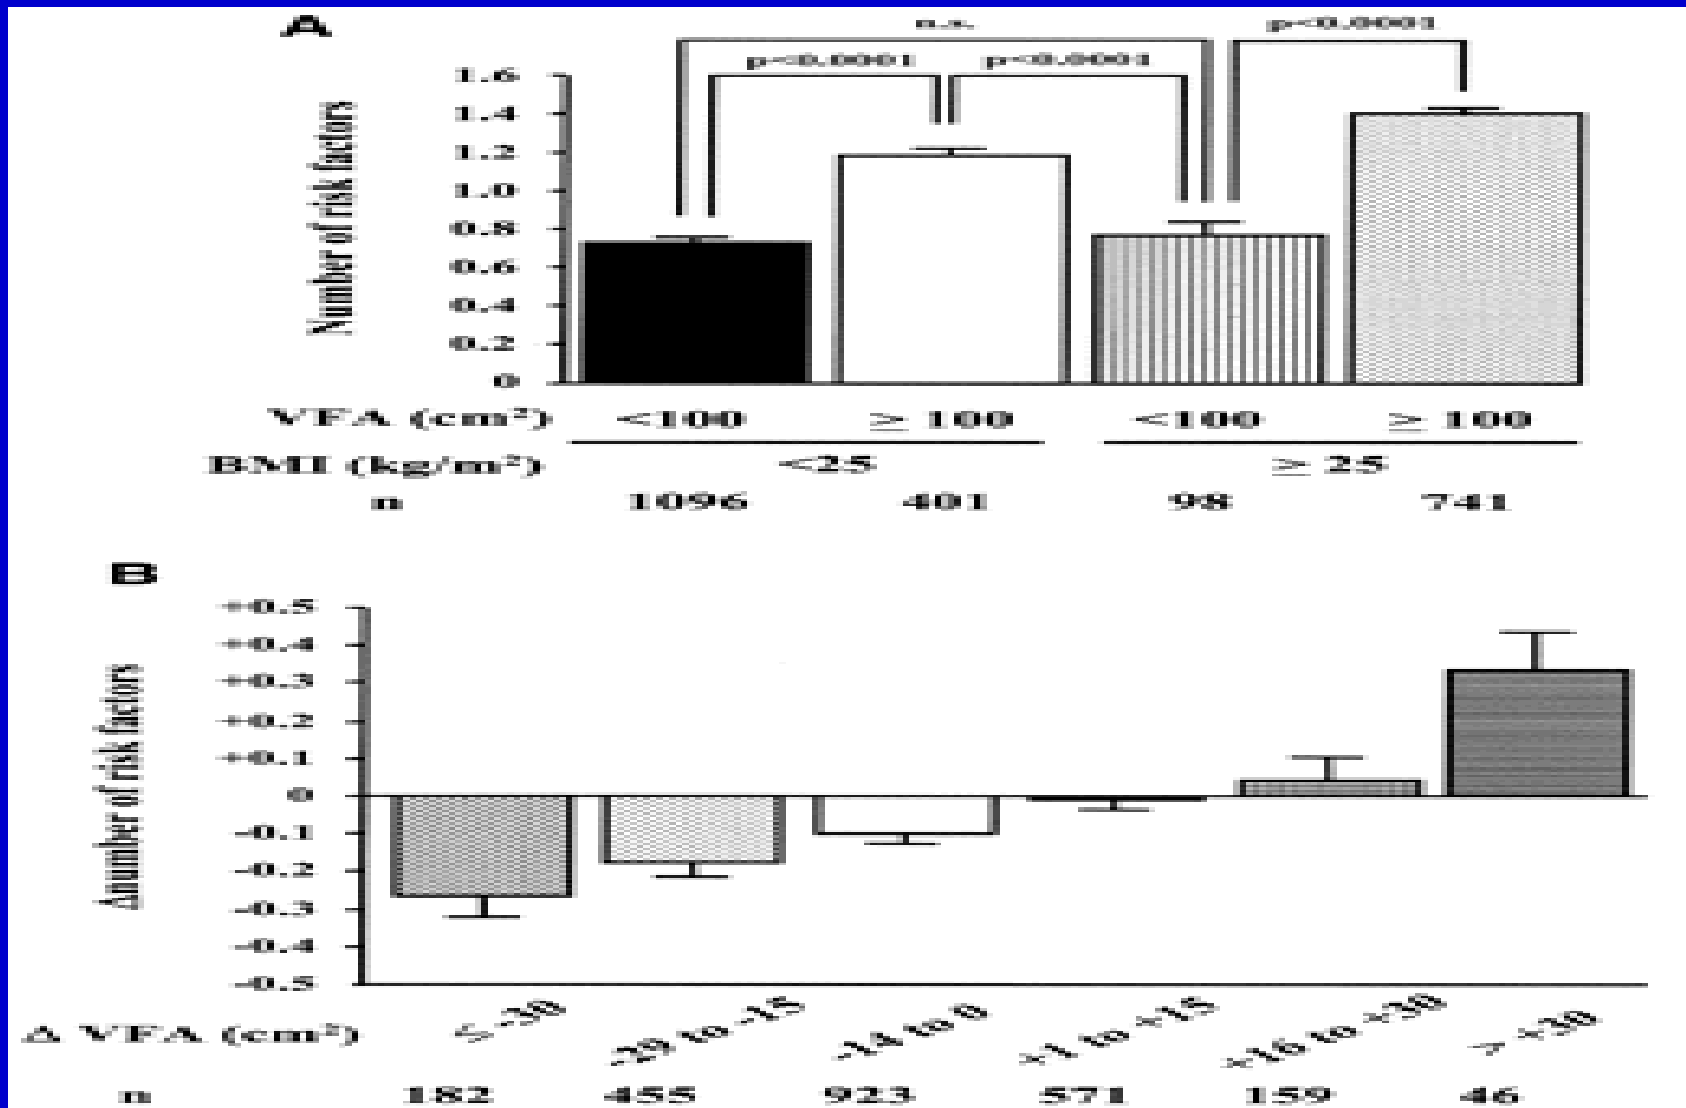 A
n.s.
p<0.0001
p<0.0001 p<0.0001
Number of risk factors
1.6
1.4
1.2
1.0
0.8
0.6
0.4
0.2
0
VFA (cm²) <100 ≥ 100 <100 ≥ 100
BMI (kg/m²) <25 ≥ 25
n 1096 401 98 741
B
Δnumber of risk factors
+0.5
+0.4
+0.3
+0.2
+0.1
0
-0.1
-0.2
-0.3
-0.4
-0.5
Δ VFA (cm²) ≤ -30 -29 to -15 -14 to 0 +1 to +15 +16 to +30 > +30
n 182 455 923 571 159 46